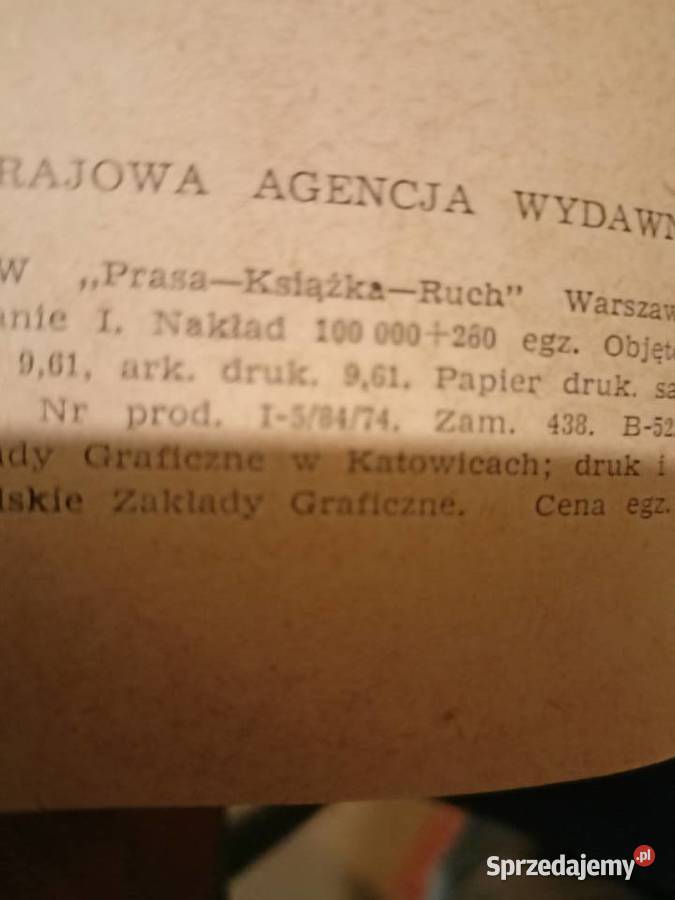 RAJOWA AGENCJA WYDAWN
W „Prasa—Książka—Ruch” Warszaw
anie I. Nakład 100 000+260 egz. Objęt
9,61, ark. druk. 9,61. Papier druk. sa
Nr prod. I-5/84/74. Zam. 438. B-52
ady Graficzne w Katowicach; druk i
lskie Zakłady Graficzne. Cena egz.
Sprzedajemy.pl